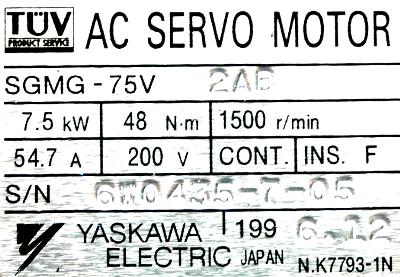 TÜV
PRODUCT SERVICE
AC SERVO MOTOR
SGMG-75V 2AB
7.5 kW 48 N·m 1500 r/min
54.7 A 200 V CONT. INS. F
S/N 6W0435-7-05
YASKAWA 199 6.12
ELECTRIC JAPAN N.K7793-1N